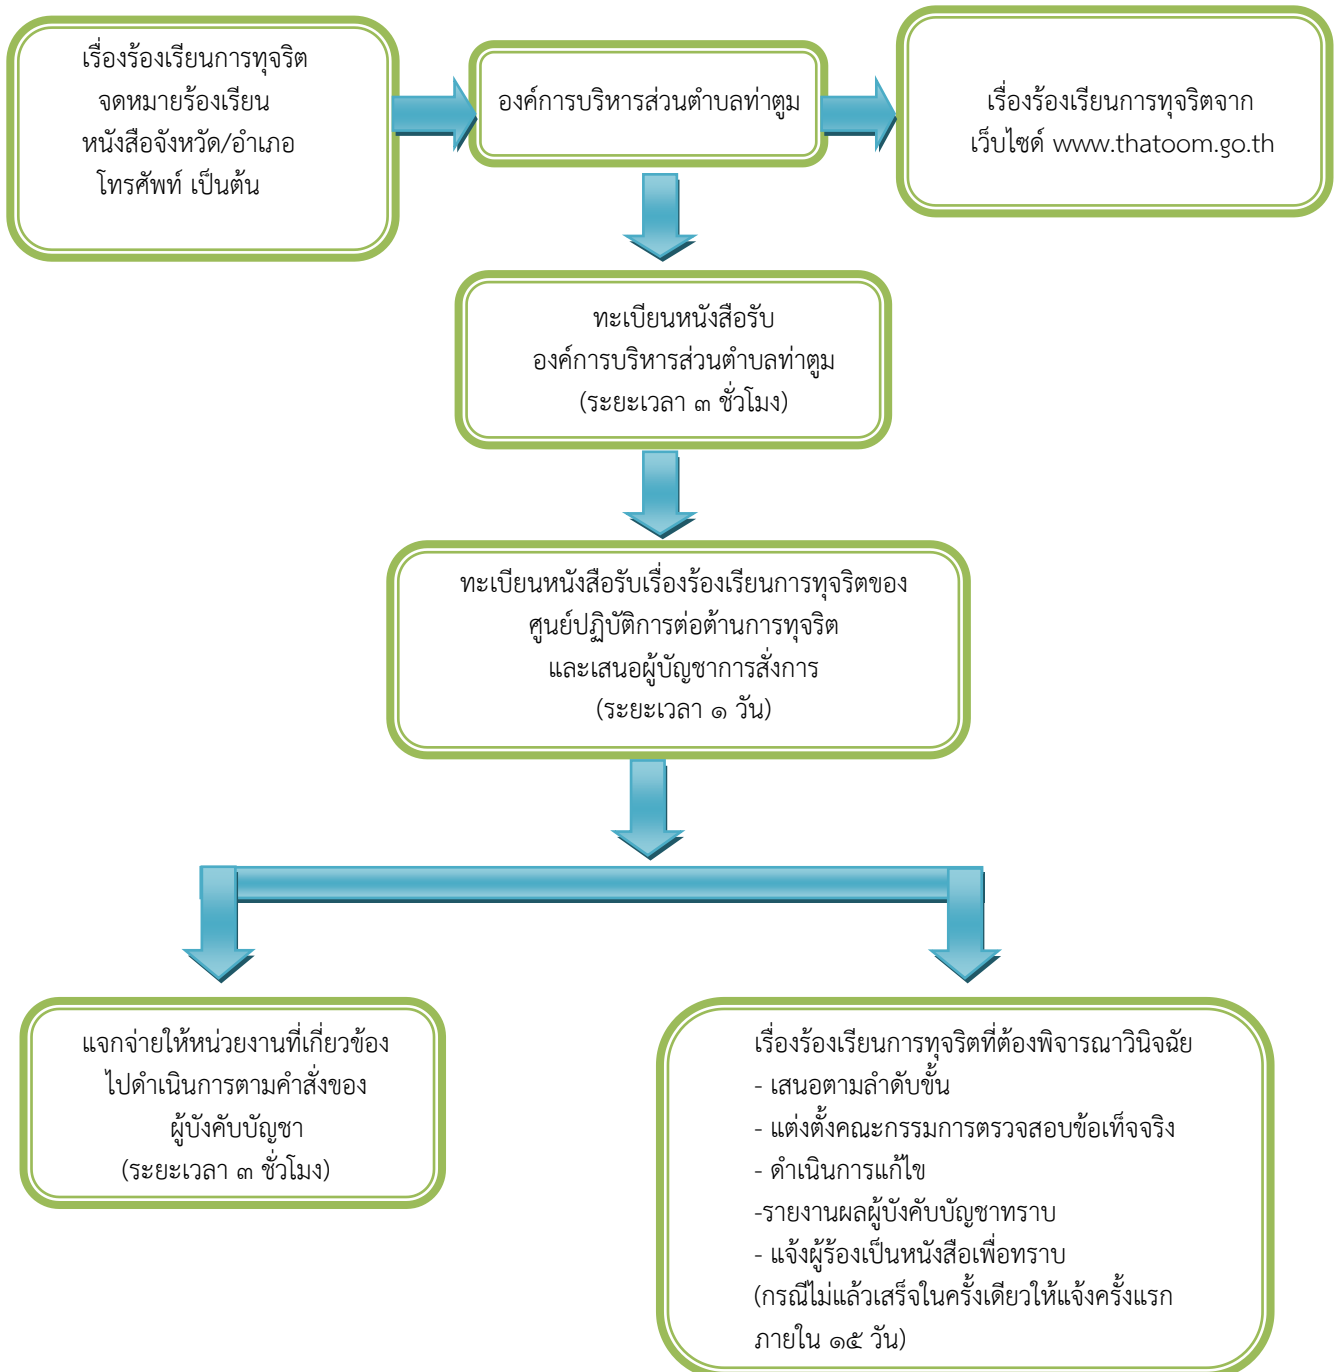 เรื่องร้องเรียนการทุจริต
จดหมายร้องเรียน
หนังสือจังหวัด/อำเภอ
โทรศัพท์ เป็นต้น
องค์การบริหารส่วนตำบลท่าตูม
เรื่องร้องเรียนการทุจริตจาก
เว็บไซด์ www.thatoom.go.th
ทะเบียนหนังสือรับ
องค์การบริหารส่วนตำบลท่าตูม
(ระยะเวลา ๓ ชั่วโมง)
ทะเบียนหนังสือรับเรื่องร้องเรียนการทุจริตของ
ศูนย์ปฏิบัติการต่อต้านการทุจริต
และเสนอผู้บัญชาการสั่งการ
(ระยะเวลา ๑ วัน)
แจกจ่ายให้หน่วยงานที่เกี่ยวข้อง
ไปดำเนินการตามคำสั่งของ
ผู้บังคับบัญชา
(ระยะเวลา ๓ ชั่วโมง)
เรื่องร้องเรียนการทุจริตที่ต้องพิจารณาวินิจฉัย
- เสนอตามลำดับขั้น
- แต่งตั้งคณะกรรมการตรวจสอบข้อเท็จจริง
- ดำเนินการแก้ไข
-รายงานผลผู้บังคับบัญชาทราบ
- แจ้งผู้ร้องเป็นหนังสือเพื่อทราบ
(กรณีไม่แล้วเสร็จในครั้งเดียวให้แจ้งครั้งแรก
ภายใน ๑๕ วัน)